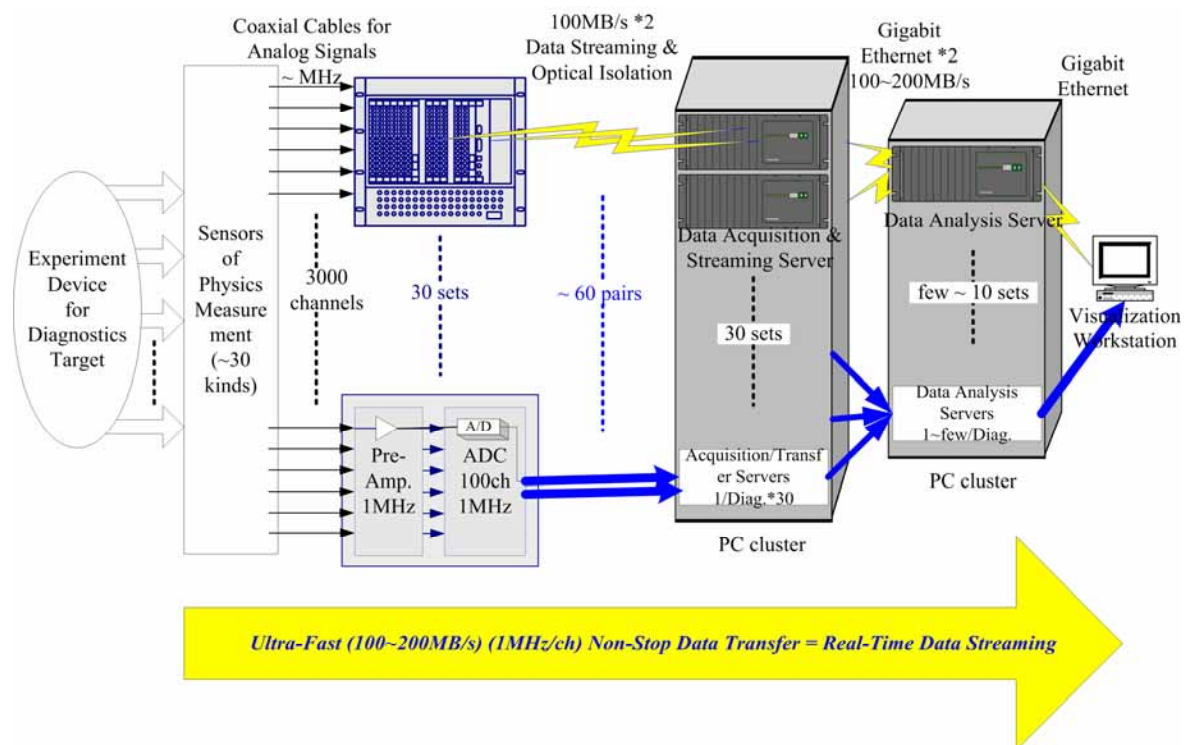 Coaxial Cables for
Analog Signals
~ MHz
100MB/s *2
Data Streaming &
Optical Isolation
Gigabit
Ethernet *2
100~200MB/s
Gigabit
Ethernet
Experiment
Device
for
Diagnostics
Target
Sensors
of
Physics
Measure
ment
(~30
kinds)
3000
channels
30 sets
~ 60 pairs
Data Acquisition &
Streaming Server
30 sets
Data Analysis Server
few ~ 10 sets
Visualization
Workstation
Pre-
Amp.
1MHz
A/D
ADC
100ch
1MHz
Acquisition/Transf
er Servers
1/Diag.*30
PC cluster
Data Analysis
Servers
1~few/Diag.
PC cluster
Ultra-Fast (100~200MB/s) (1MHz/ch) Non-Stop Data Transfer = Real-Time Data Streaming